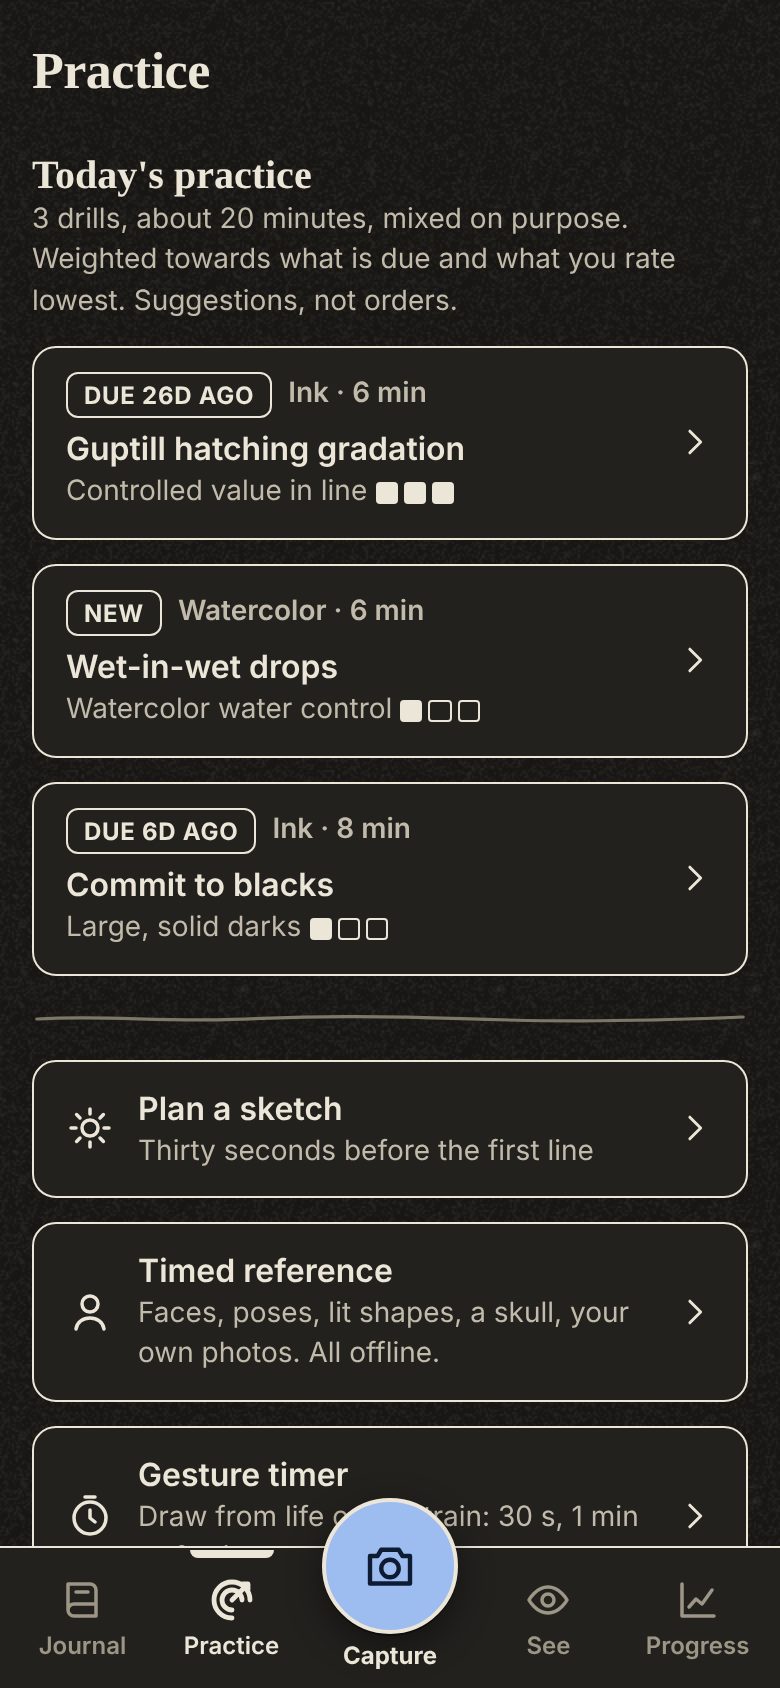 Practice
Today's practice
3 drills, about 20 minutes, mixed on purpose.
Weighted towards what is due and what you rate
lowest. Suggestions, not orders.
DUE 26D AGO Ink · 6 min
Guptill hatching gradation
Controlled value in line
NEW Watercolor · 6 min
Wet-in-wet drops
Watercolor water control
DUE 6D AGO Ink · 8 min
Commit to blacks
Large, solid darks
Plan a sketch
Thirty seconds before the first line
Timed reference
Faces, poses, lit shapes, a skull, your
own photos. All offline.
Gesture timer
Draw from life rain: 30 s, 1 min
Journal Practice Capture See Progress